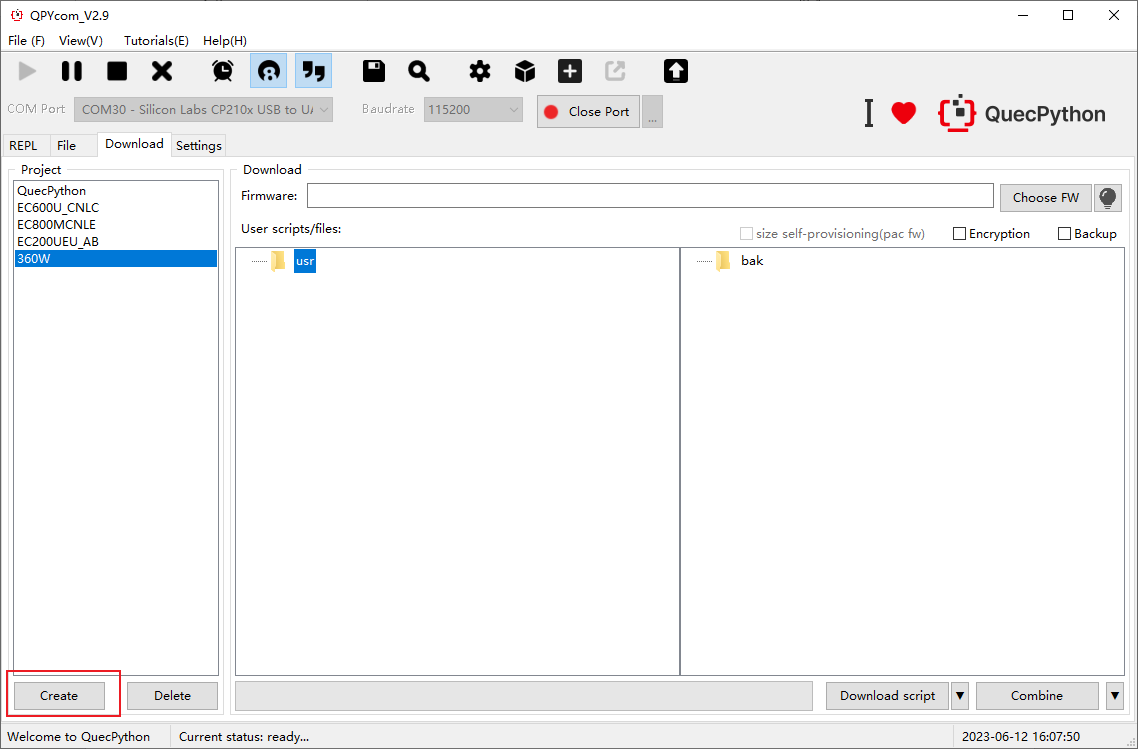 QPYcom_V2.9
File (F) View(V) Tutorials(E) Help(H)
COM Port COM30 - Silicon Labs CP210x USB to UA Baudrate 115200 Close Port ...
I QuecPython
REPL File Download Settings
Project
QuecPython
EC600U_CNLC
EC800MCNLE
EC200UEU_AB
360W
Create Delete
Download
Firmware: Choose FW
User scripts/files: size self-provisioning(pac fw) Encryption Backup
usr
bak
Download script Combine
Welcome to QuecPython Current status: ready... 2023-06-12 16:07:50